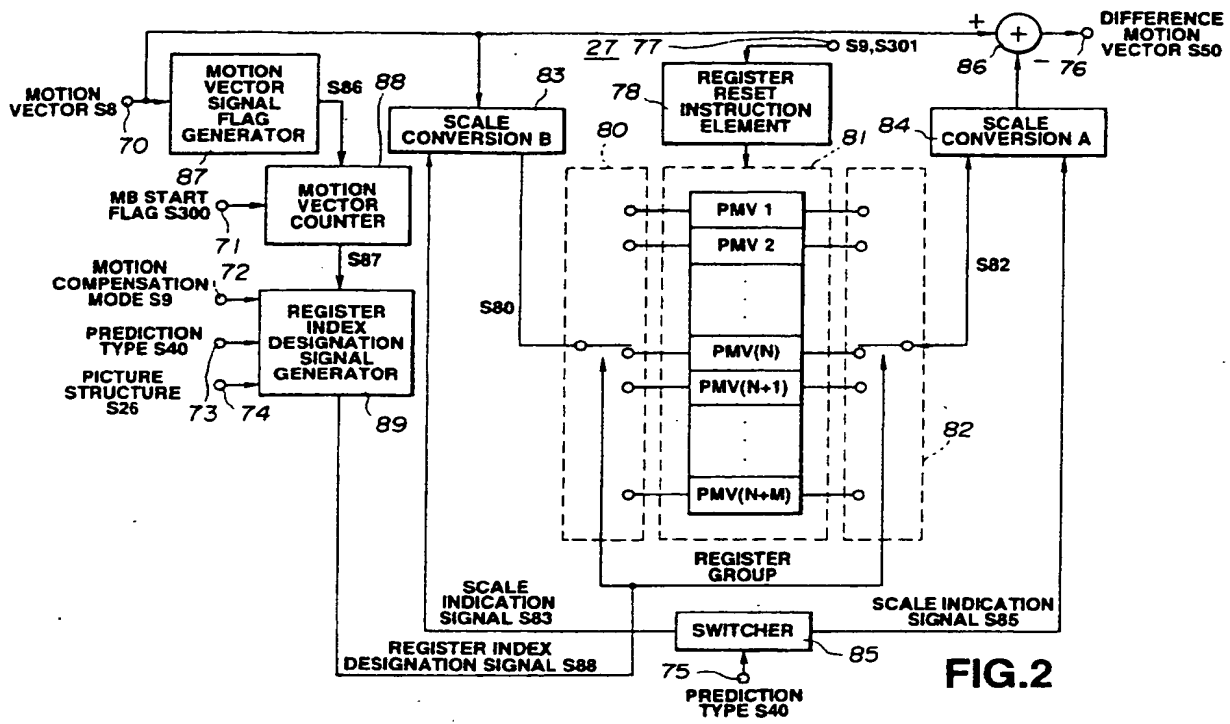 MOTION
VECTOR S8
70
MOTION
VECTOR
SIGNAL
FLAG
GENERATOR
87
S86
88
MB START
FLAG S300
71
MOTION
VECTOR
COUNTER
S87
72
MOTION
COMPENSATION
MODE S9
PREDICTION
TYPE S40
PICTURE
STRUCTURE
S26
73
74
REGISTER
INDEX
DESIGNATION
SIGNAL
GENERATOR
89
83
SCALE
CONVERSION B
S80
27
77
S9,S301
78
REGISTER
RESET
INSTRUCTION
ELEMENT
80
81
PMV 1
PMV 2
PMV(N)
PMV(N+1)
PMV(N+M)
REGISTER
GROUP
82
S82
+
+
−
86
76
DIFFERENCE
MOTION
VECTOR S50
84
SCALE
CONVERSION A
SCALE
INDICATION
SIGNAL S83
SCALE INDICATION
SIGNAL S85
SWITCHER
85
REGISTER INDEX
DESIGNATION SIGNAL S88
75
PREDICTION
TYPE S40
FIG.2